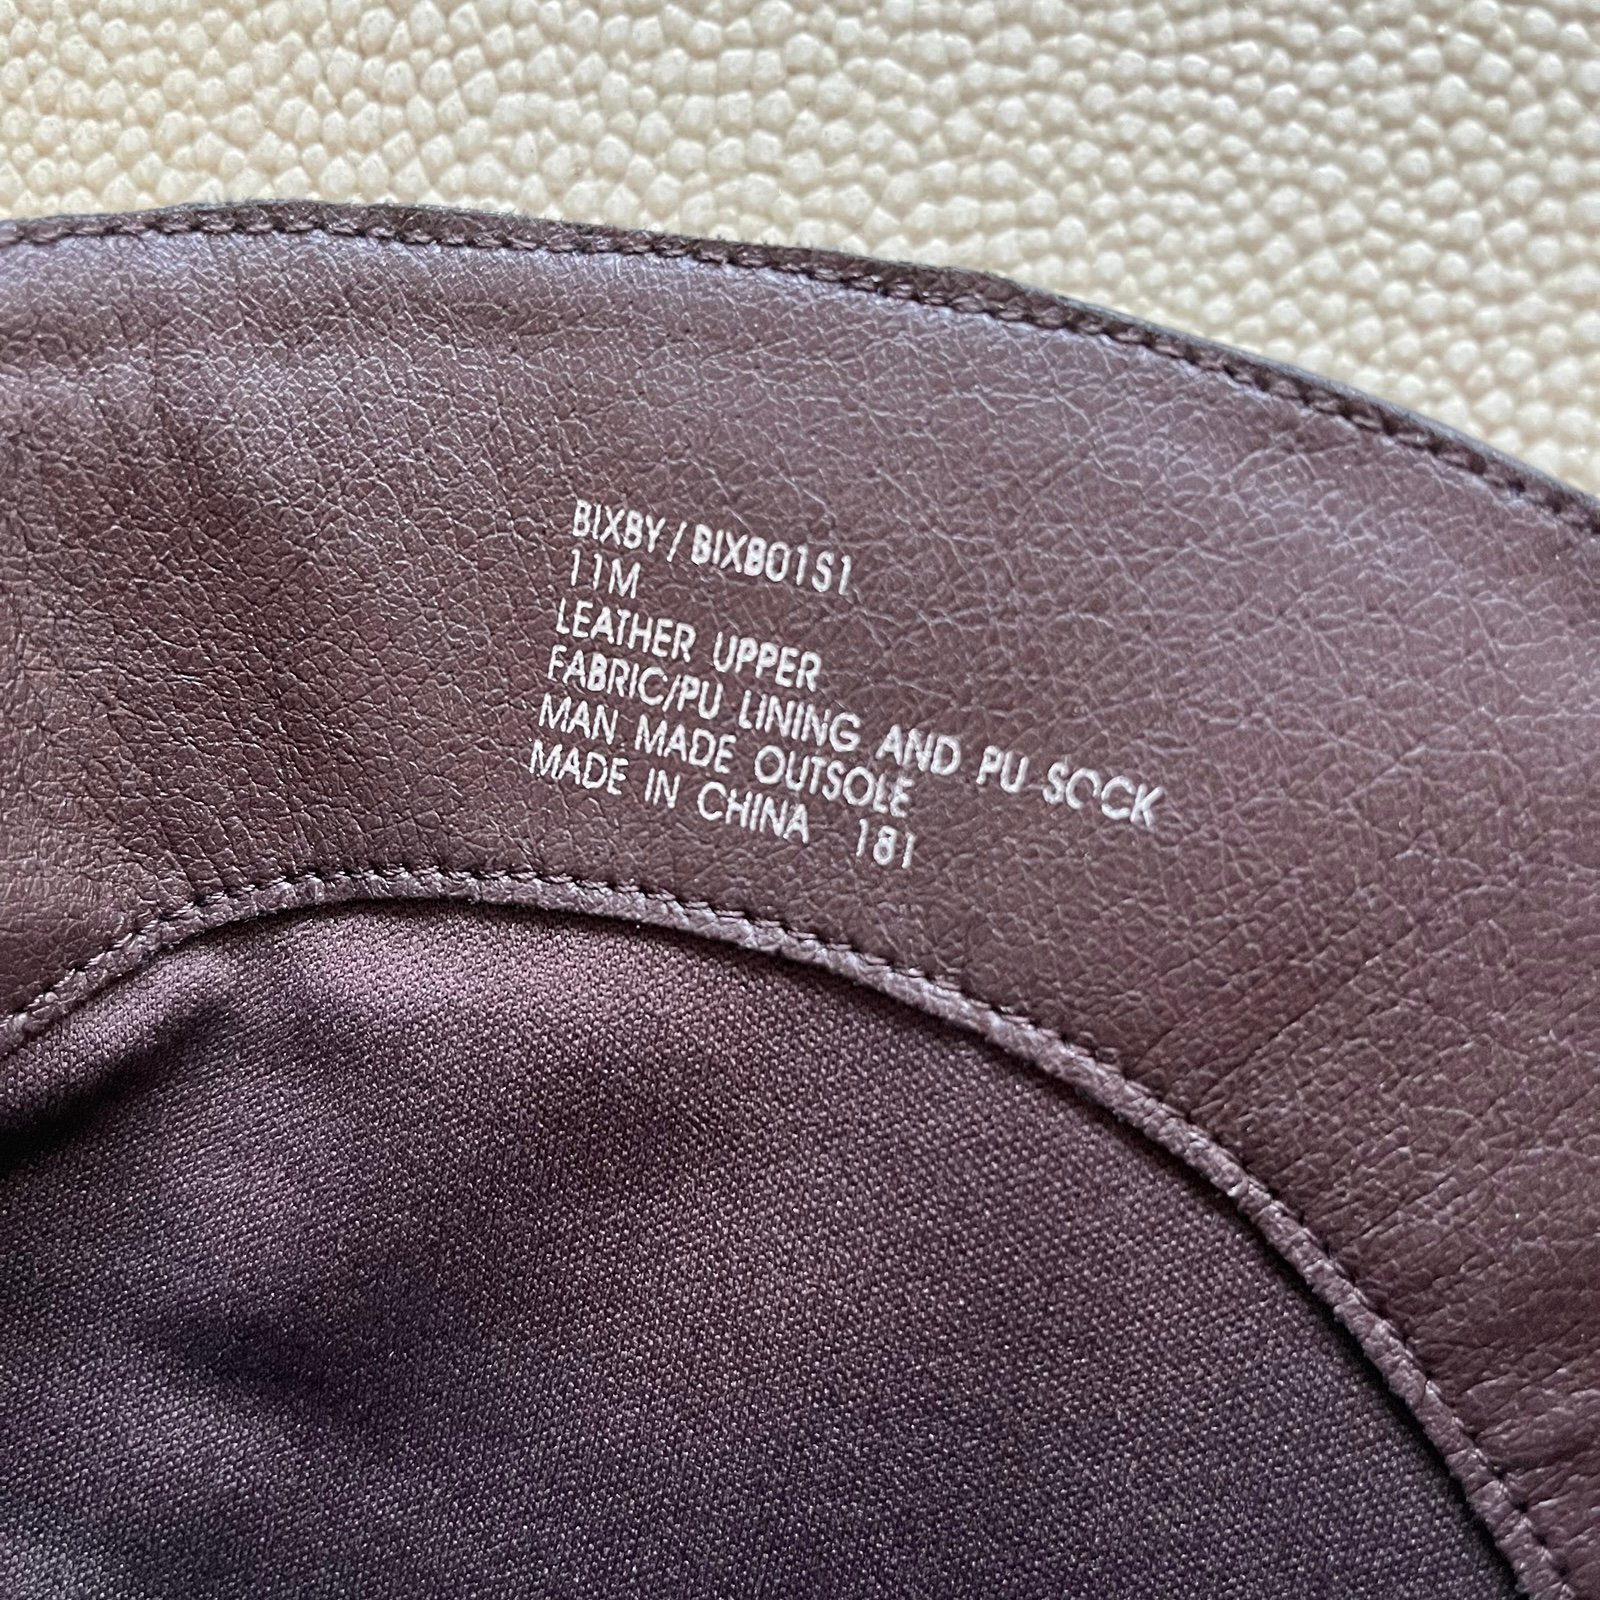 BIXBY / BIXB01S1
11M
LEATHER UPPER
FABRIC/PU LINING AND PU SOCK
MAN MADE OUTSOLE
MADE IN CHINA 181